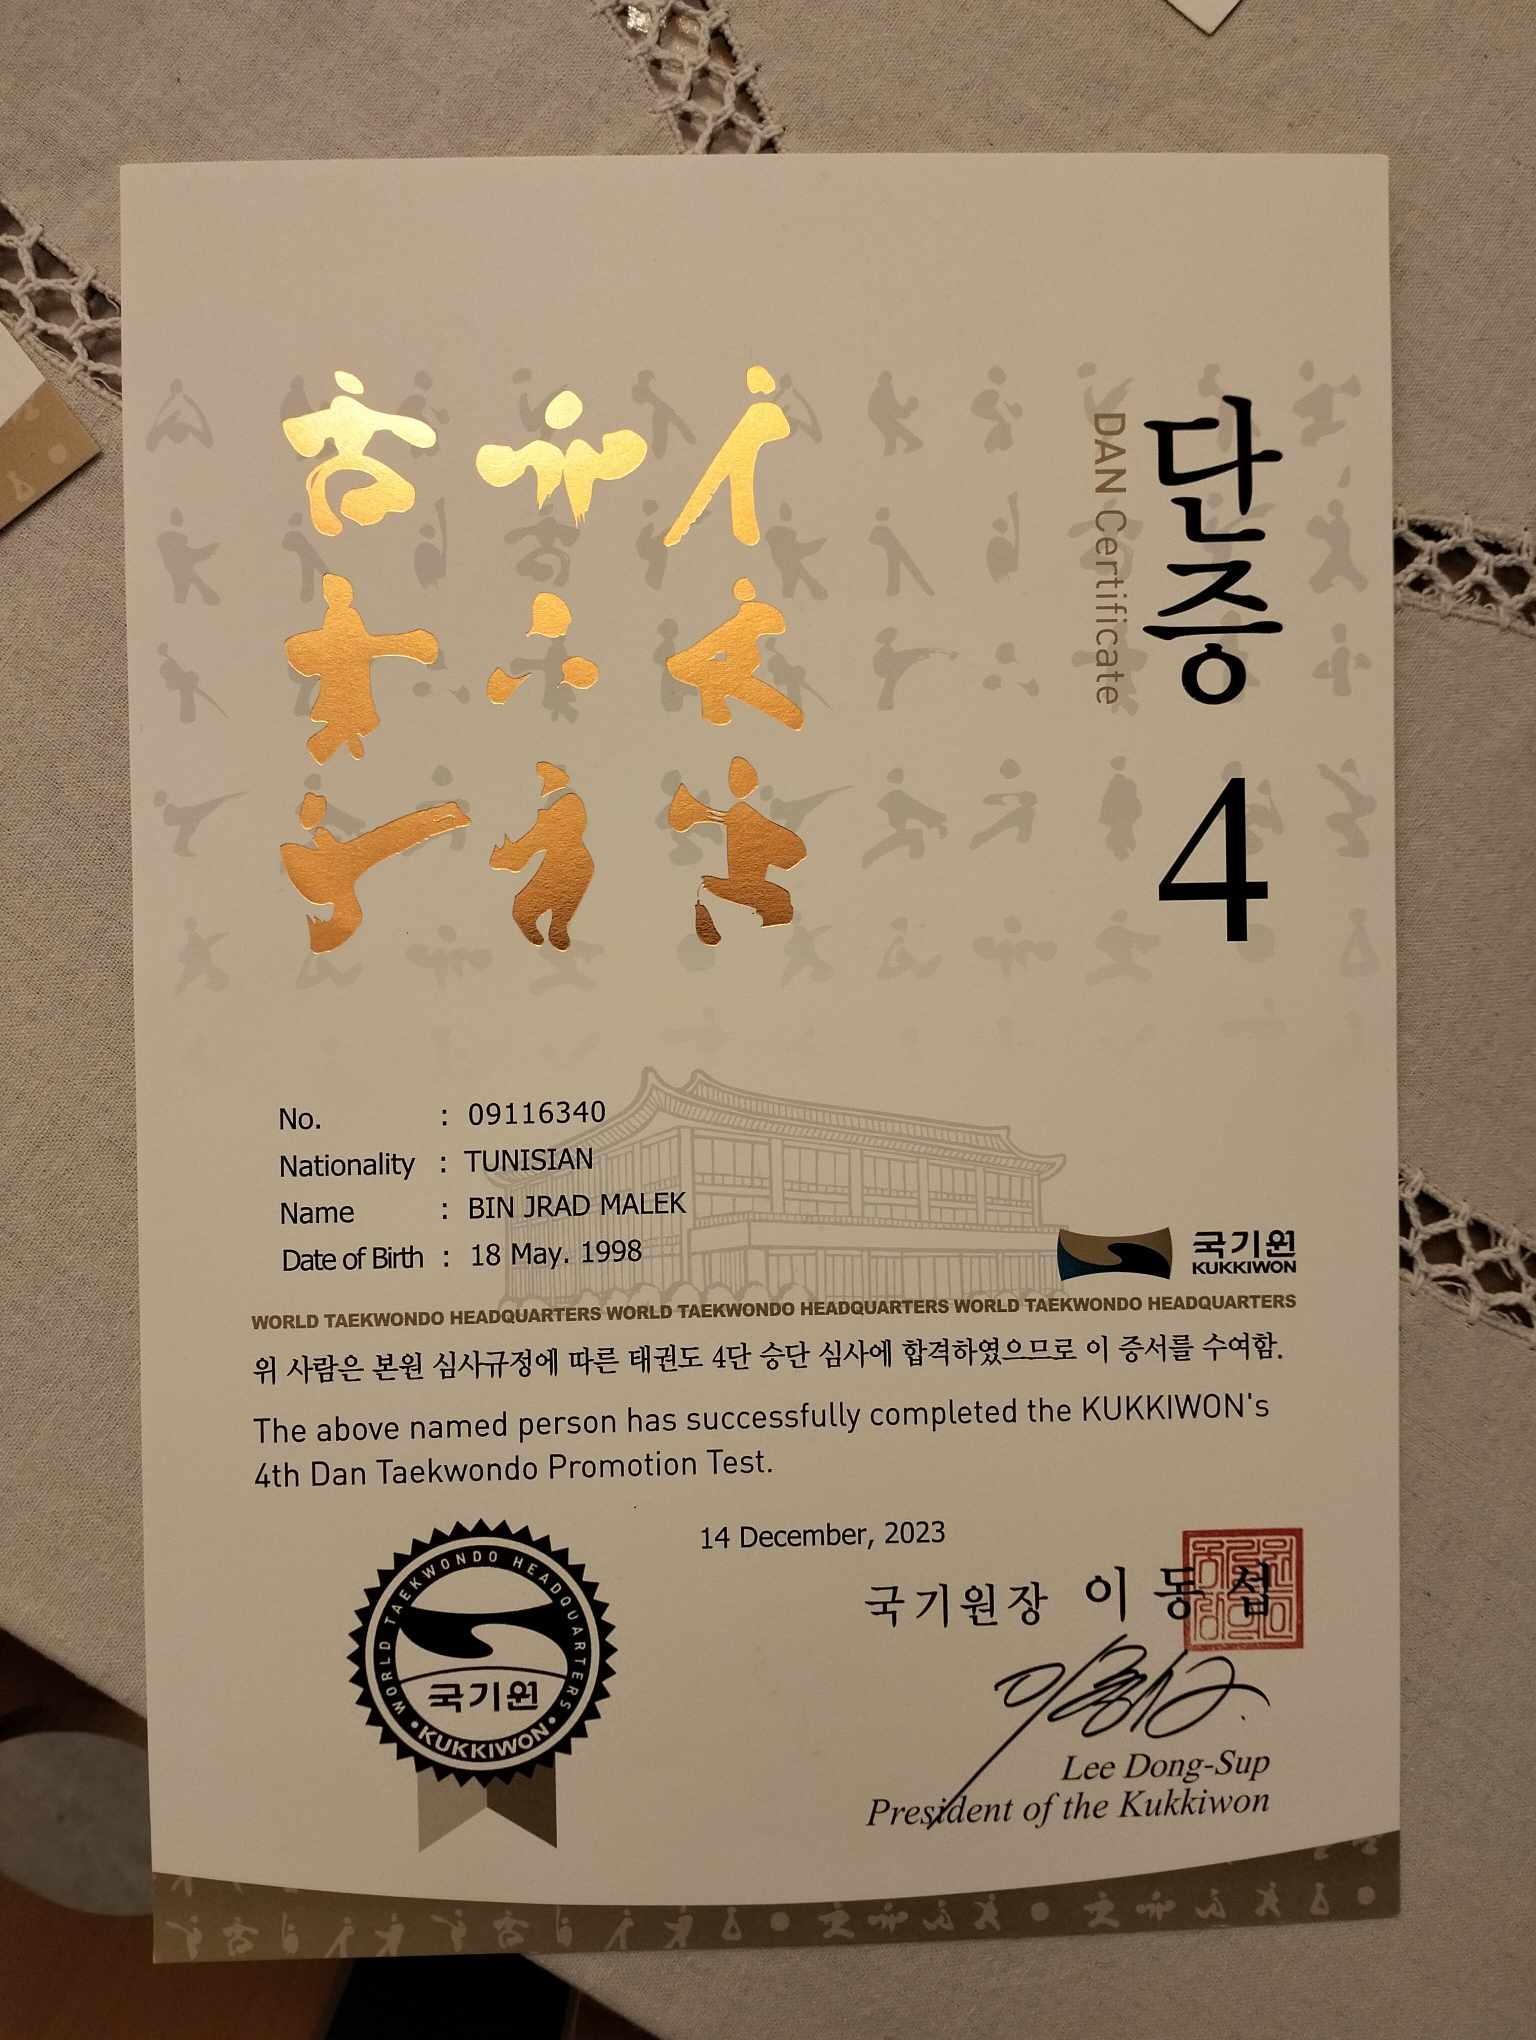 단증 4
DAN Certificate
No. : 09116340
Nationality : TUNISIAN
Name : BIN JRAD MALEK
Date of Birth : 18 May. 1998
국기원
KUKKIWON
WORLD TAEKWONDO HEADQUARTERS WORLD TAEKWONDO HEADQUARTERS WORLD TAEKWONDO HEADQUARTERS
위 사람은 본원 심사규정에 따른 태권도 4단 승단 심사에 합격하였으므로 이 증서를 수여함.
The above named person has successfully completed the KUKKIWON's
4th Dan Taekwondo Promotion Test.
14 December, 2023
국기원장 이동섭
Lee Dong-Sup
President of the Kukkiwon
WORLD TAEKWONDO HEADQUARTERS
국기원
• KUKKIWON •